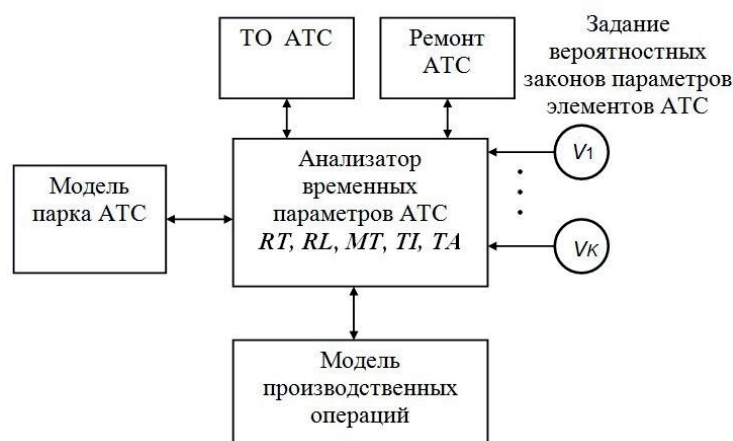 ТО АТС
Ремонт
АТС
Задание
вероятностных
законов параметров
элементов АТС
Модель
парка АТС
Анализатор
временных
параметров АТС
RT, RL, MT, TI, TA
V1
VK
Модель
производственных
операций